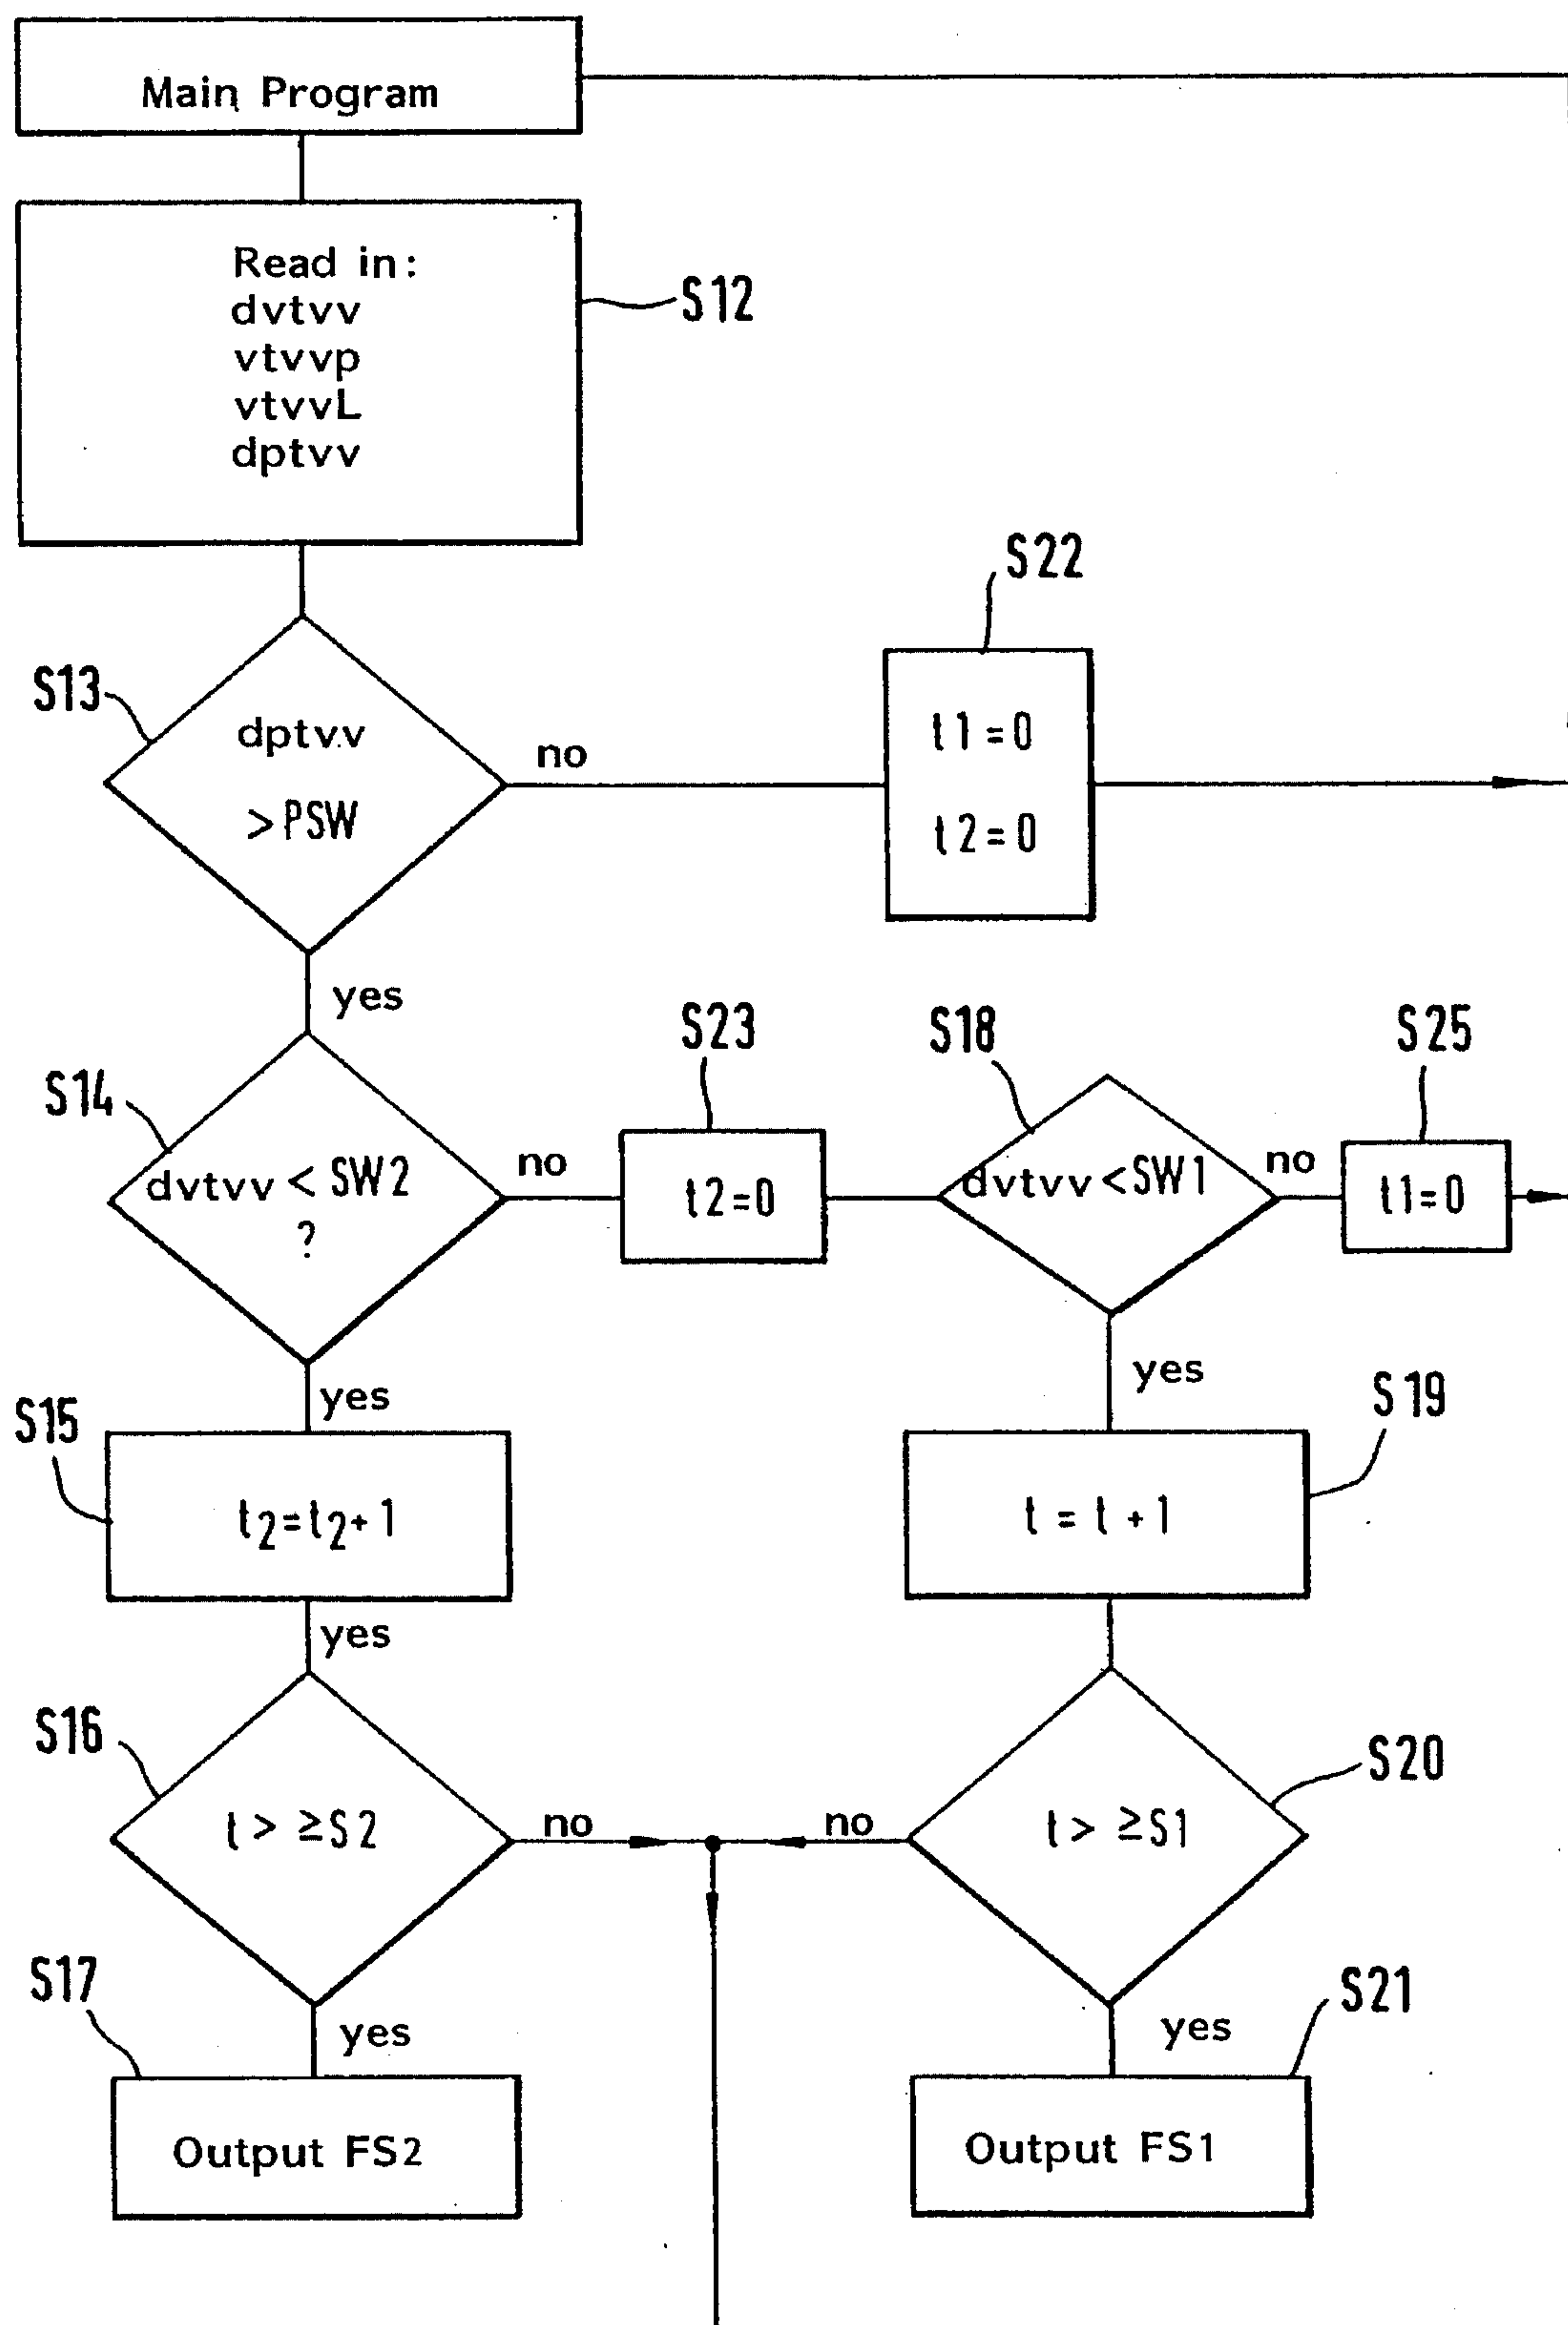 Main Program
Read in:
dvtvv
vtvvp
vtvvL
dptvv
S12
S22
S13
dptvv
> PSW
no
t1=0
t2=0
yes
S23
S18
S25
S14
dvtvv < SW2
?
no
t2=0
dvtvv <SW1
no
t1=0
yes
yes
S15
S19
t2=t2+1
t = t +1
yes
S16
S20
t > ≥S2
no
no
t > ≥S1
S17
yes
yes
S21
Output FS2
Output FS1